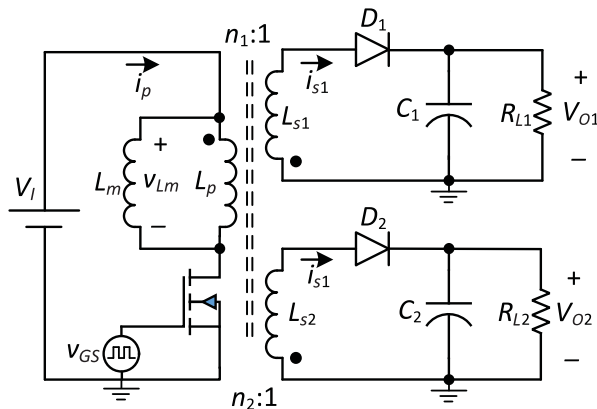 n1:1
D1
ip
is1
Ls1
C1
RL1
+
VO1
−
VI
Lm
+
vLm
−
Lp
D2
is1
Ls2
C2
RL2
+
VO2
−
vGS
n2:1